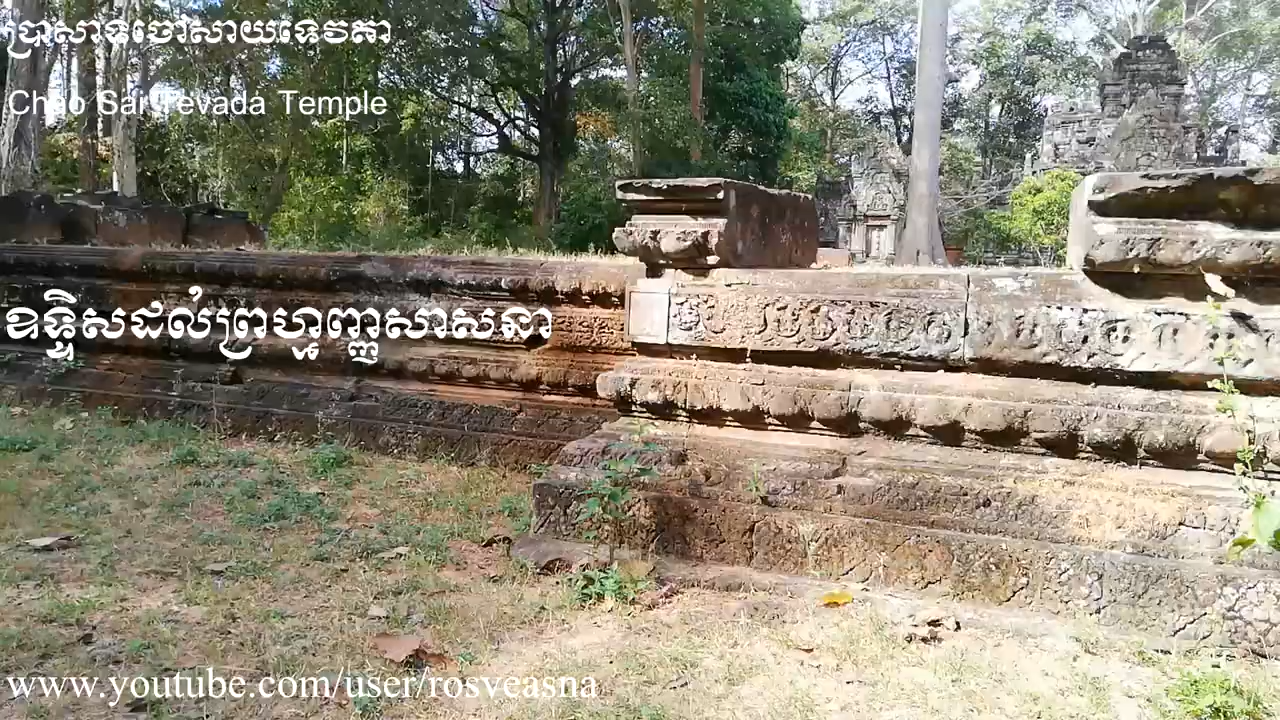 ប្រាសាទចៅសាយទេវតា
Chao Sai Tevada Temple
ឧទ្ទិសដល់ព្រហ្មញ្ញសាសនា
www.youtube.com/user/rosveasna